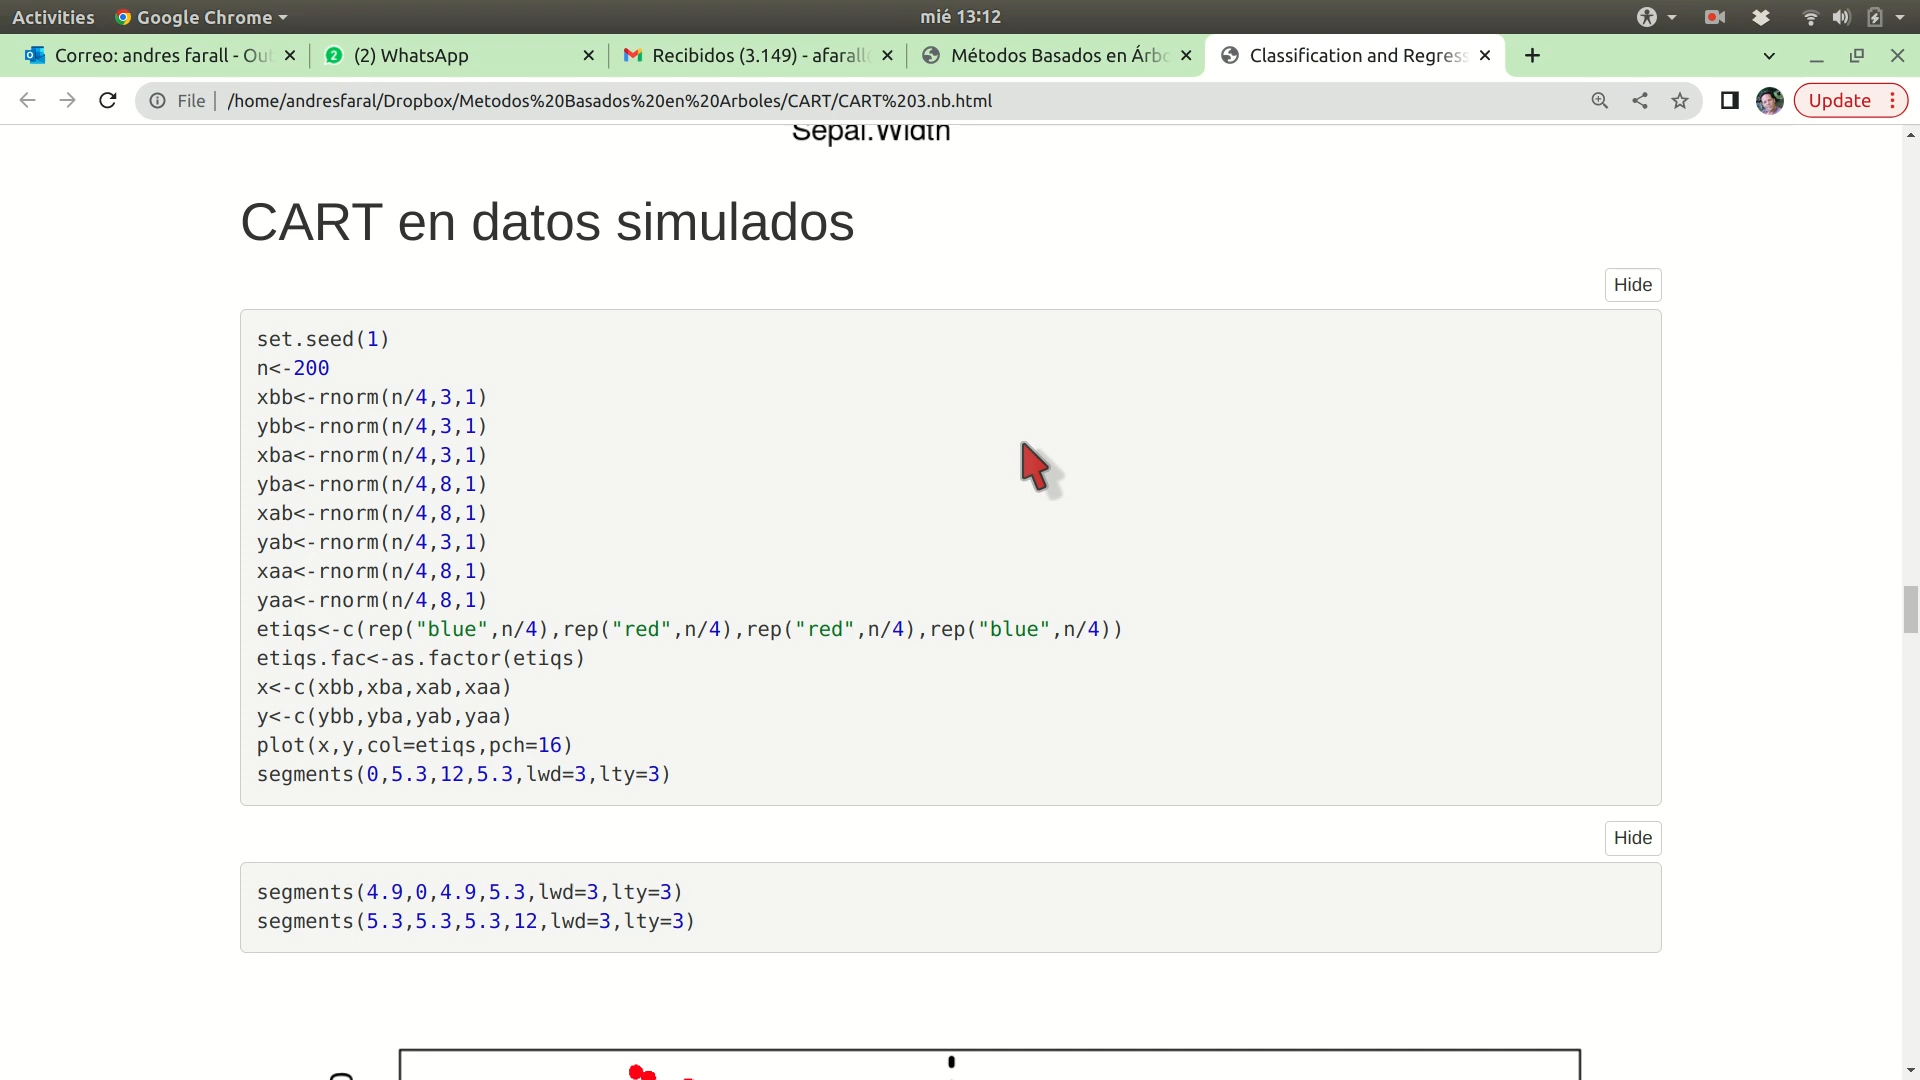 Activities Google Chrome mié 13:12
Correo: andres farall - Out (2) WhatsApp Recibidos (3.149) - afarall Métodos Basados en Árbo Classification and Regress
File /home/andresfaral/Dropbox/Metodos%20Basados%20en%20Arboles/CART/CART%203.nb.html Update
Sepal.Width
CART en datos simulados
Hide
set.seed(1)
n<-200
xbb<-rnorm(n/4,3,1)
ybb<-rnorm(n/4,3,1)
xba<-rnorm(n/4,3,1)
yba<-rnorm(n/4,8,1)
xab<-rnorm(n/4,8,1)
yab<-rnorm(n/4,3,1)
xaa<-rnorm(n/4,8,1)
yaa<-rnorm(n/4,8,1)
etiqs<-c(rep("blue",n/4),rep("red",n/4),rep("red",n/4),rep("blue",n/4))
etiqs.fac<-as.factor(etiqs)
x<-c(xbb,xba,xab,xaa)
y<-c(ybb,yba,yab,yaa)
plot(x,y,col=etiqs,pch=16)
segments(0,5.3,12,5.3,lwd=3,lty=3)
Hide
segments(4.9,0,4.9,5.3,lwd=3,lty=3)
segments(5.3,5.3,5.3,12,lwd=3,lty=3)